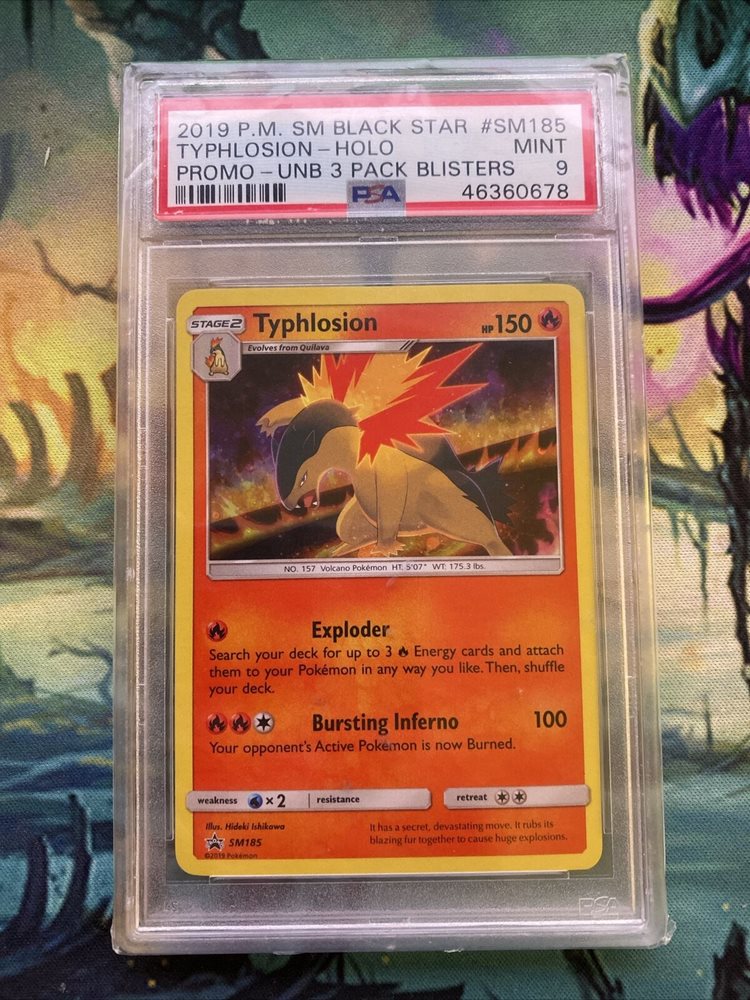 2019 P.M. SM BLACK STAR #SM185
TYPHLOSION - HOLO MINT
PROMO - UNB 3 PACK BLISTERS 9
PSA 46360678
STAGE 2 Typhlosion HP 150
Evolves from Quilava
NO. 157 Volcano Pokémon HT: 5'07" WT: 175.3 lbs.
Exploder
Search your deck for up to 3 Energy cards and attach
them to your Pokémon in any way you like. Then, shuffle
your deck.
Bursting Inferno 100
Your opponent's Active Pokémon is now Burned.
weakness ×2 resistance retreat
Illus. Hideki Ishikawa
SM185
©2019 Pokémon
It has a secret, devastating move. It rubs its
blazing fur together to cause huge explosions.
PSA